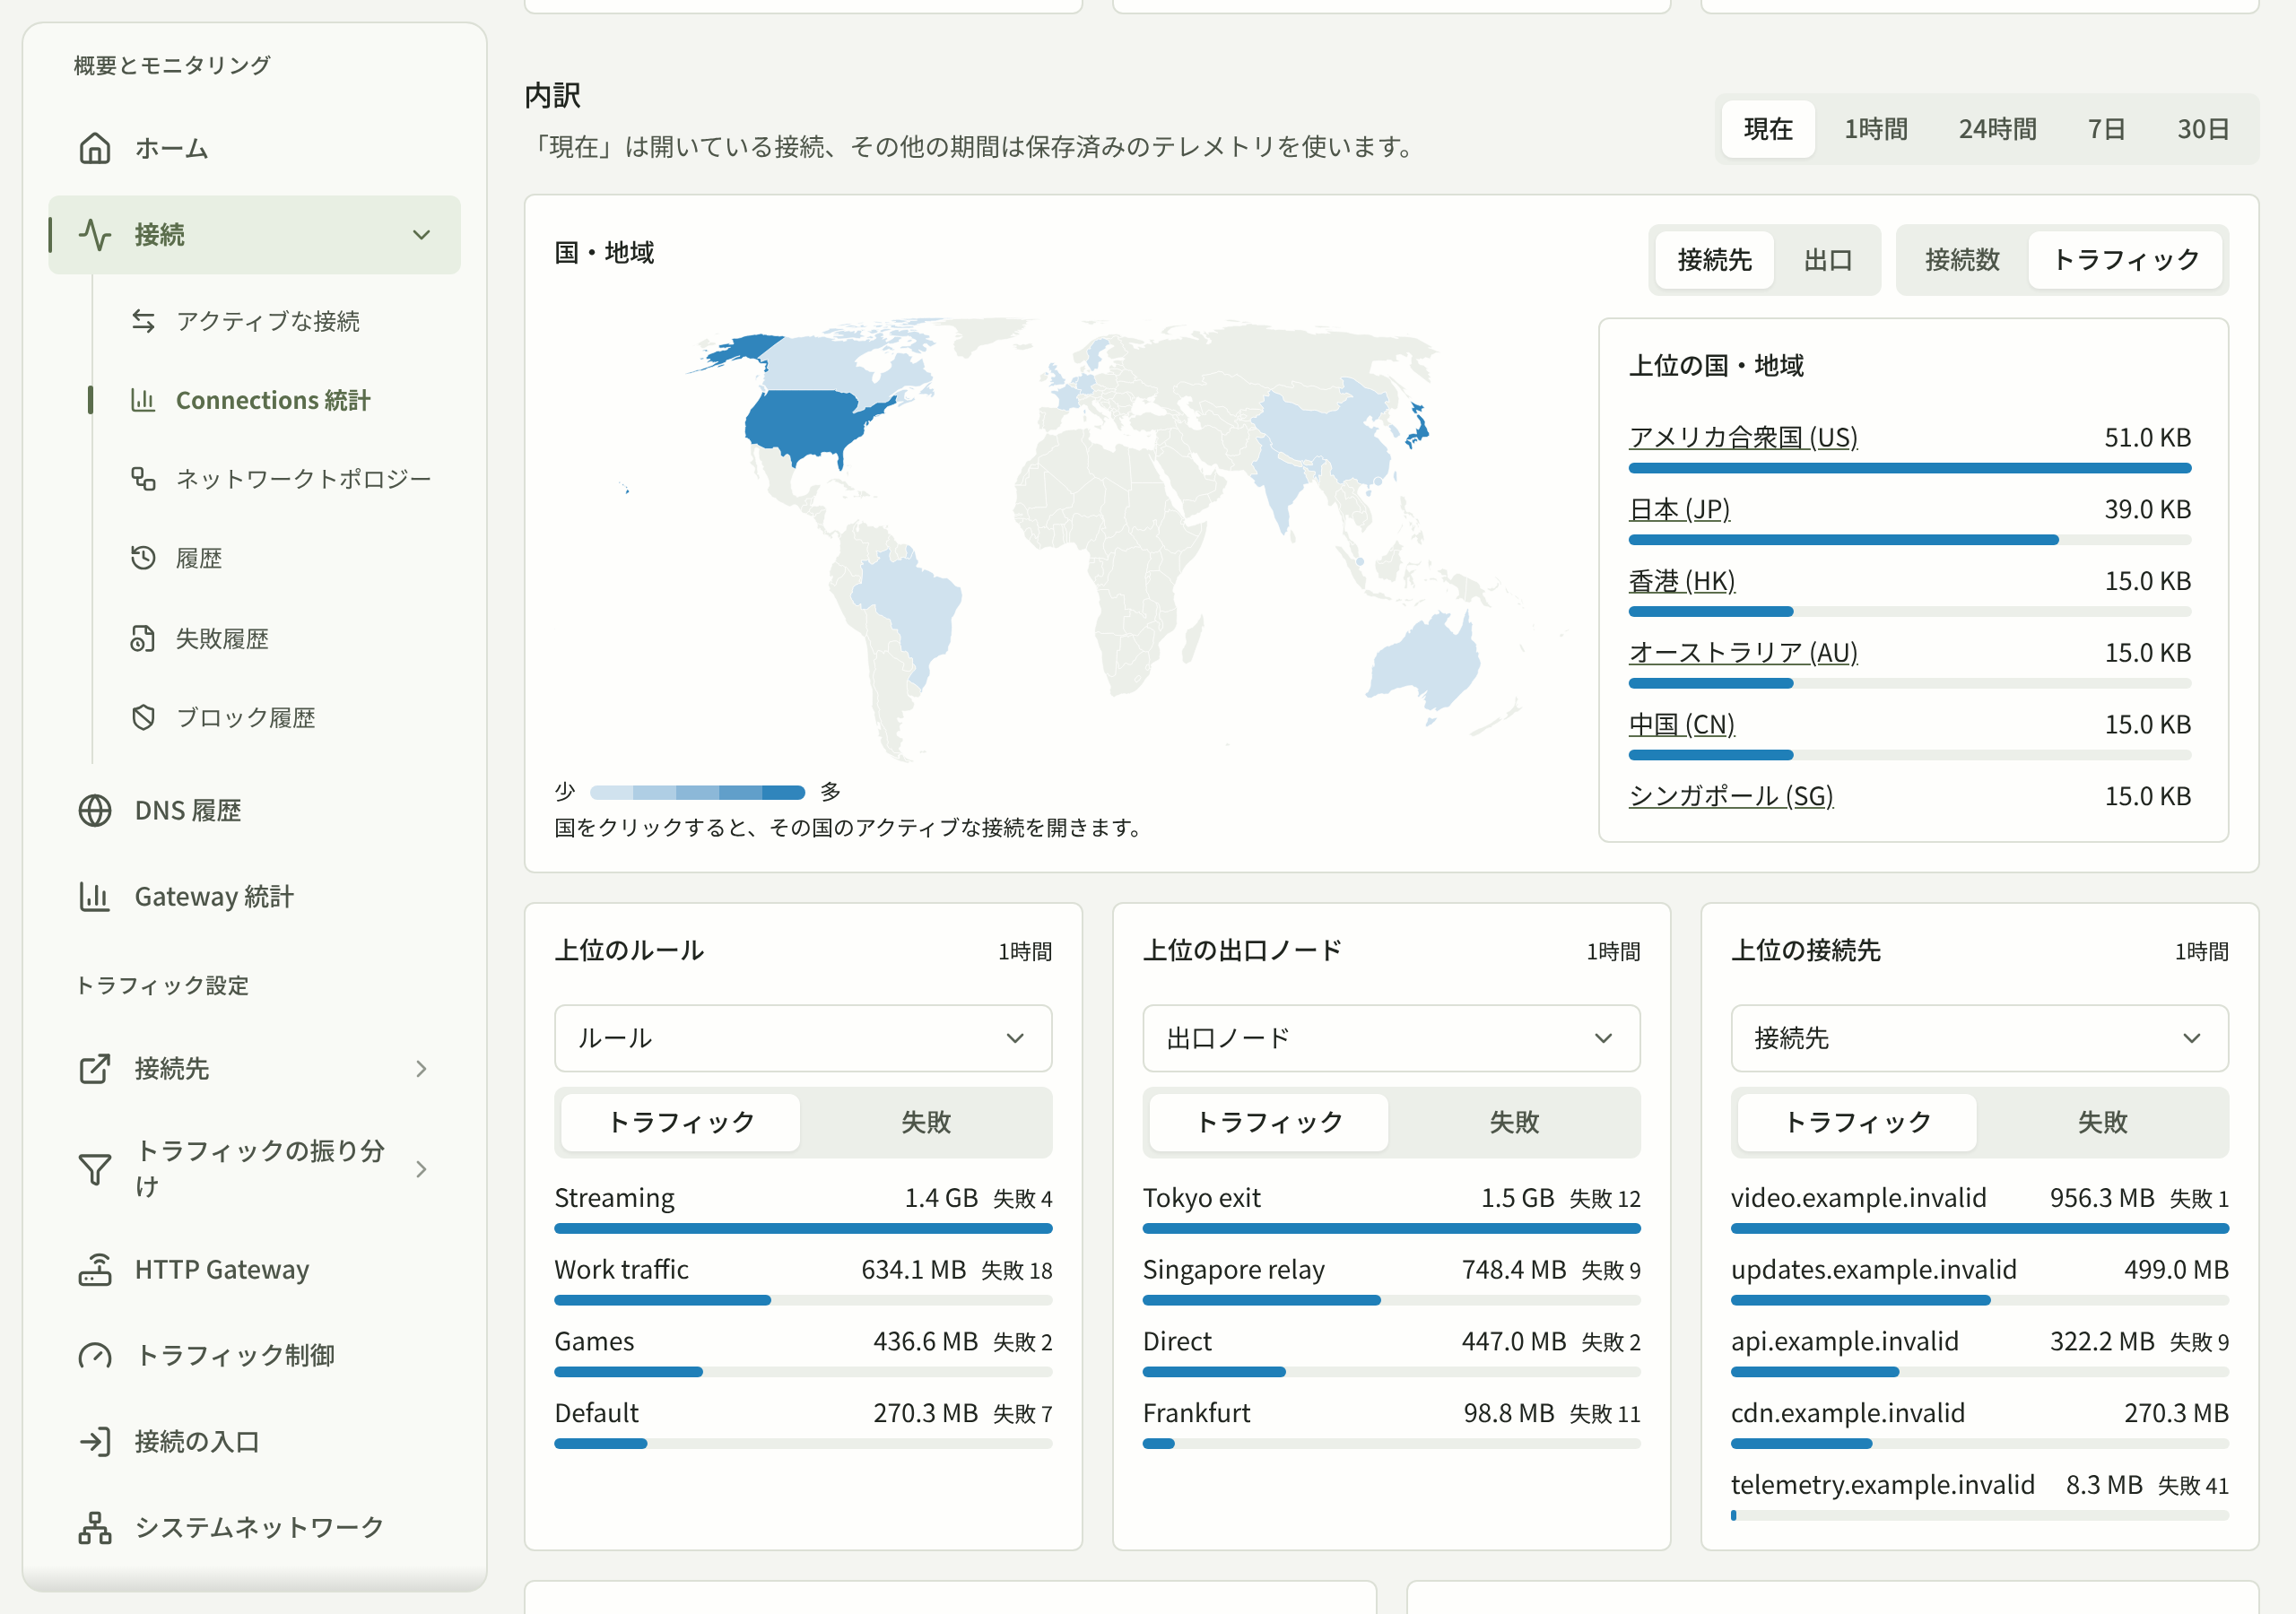 概要とモニタリング
ホーム
接続
アクティブな接続
Connections 統計
ネットワークトポロジー
履歴
失敗履歴
ブロック履歴
DNS 履歴
Gateway 統計
トラフィック設定
接続先
トラフィックの振り分
け
HTTP Gateway
トラフィック制御
接続の入口
システムネットワーク
内訳
「現在」は開いている接続、その他の期間は保存済みのテレメトリを使います。
現在 1時間 24時間 7日 30日
国・地域
接続先 出口 接続数 トラフィック
少 多
国をクリックすると、その国のアクティブな接続を開きます。
上位の国・地域
アメリカ合衆国 (US) 51.0 KB
日本 (JP) 39.0 KB
香港 (HK) 15.0 KB
オーストラリア (AU) 15.0 KB
中国 (CN) 15.0 KB
シンガポール (SG) 15.0 KB
上位のルール 1時間
ルール
トラフィック 失敗
Streaming 1.4 GB 失敗 4
Work traffic 634.1 MB 失敗 18
Games 436.6 MB 失敗 2
Default 270.3 MB 失敗 7
上位の出口ノード 1時間
出口ノード
トラフィック 失敗
Tokyo exit 1.5 GB 失敗 12
Singapore relay 748.4 MB 失敗 9
Direct 447.0 MB 失敗 2
Frankfurt 98.8 MB 失敗 11
上位の接続先 1時間
接続先
トラフィック 失敗
video.example.invalid 956.3 MB 失敗 1
updates.example.invalid 499.0 MB
api.example.invalid 322.2 MB 失敗 9
cdn.example.invalid 270.3 MB
telemetry.example.invalid 8.3 MB 失敗 41